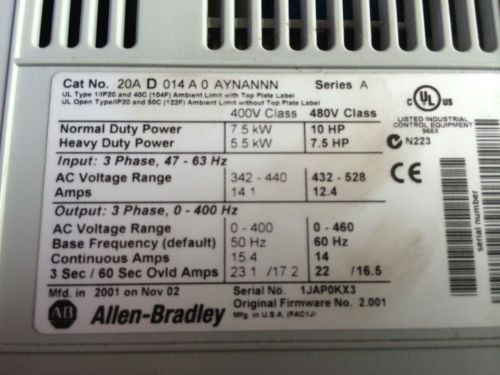 Cat No. 20A D 014 A 0 AYNANNN Series A
UL Type 1/IP20 and 40C (104F) Ambient Limit with Top Plate Label
UL Open Type/IP20 and 50C (122F) Ambient Limit without Top Plate Label
400V Class 480V Class
Normal Duty Power 7.5 kW 10 HP
Heavy Duty Power 5.5 kW 7.5 HP
Input: 3 Phase, 47 - 63 Hz
AC Voltage Range 342 - 440 432 - 528
Amps 14.1 12.4
Output: 3 Phase, 0 - 400 Hz
AC Voltage Range 0 - 400 0 - 460
Base Frequency (default) 50 Hz 60 Hz
Continuous Amps 15.4 14
3 Sec / 60 Sec Ovld Amps 23.1 / 17.2 22 / 16.5
Mfd. in 2001 on Nov 02 Serial No. 1JAP0KX3
Original Firmware No. 2.001
AB Allen-Bradley Mfg. in U.S.A. (FAC1J)
C UL US
LISTED INDUSTRIAL
CONTROL EQUIPMENT
966X
N223
CE
serial number